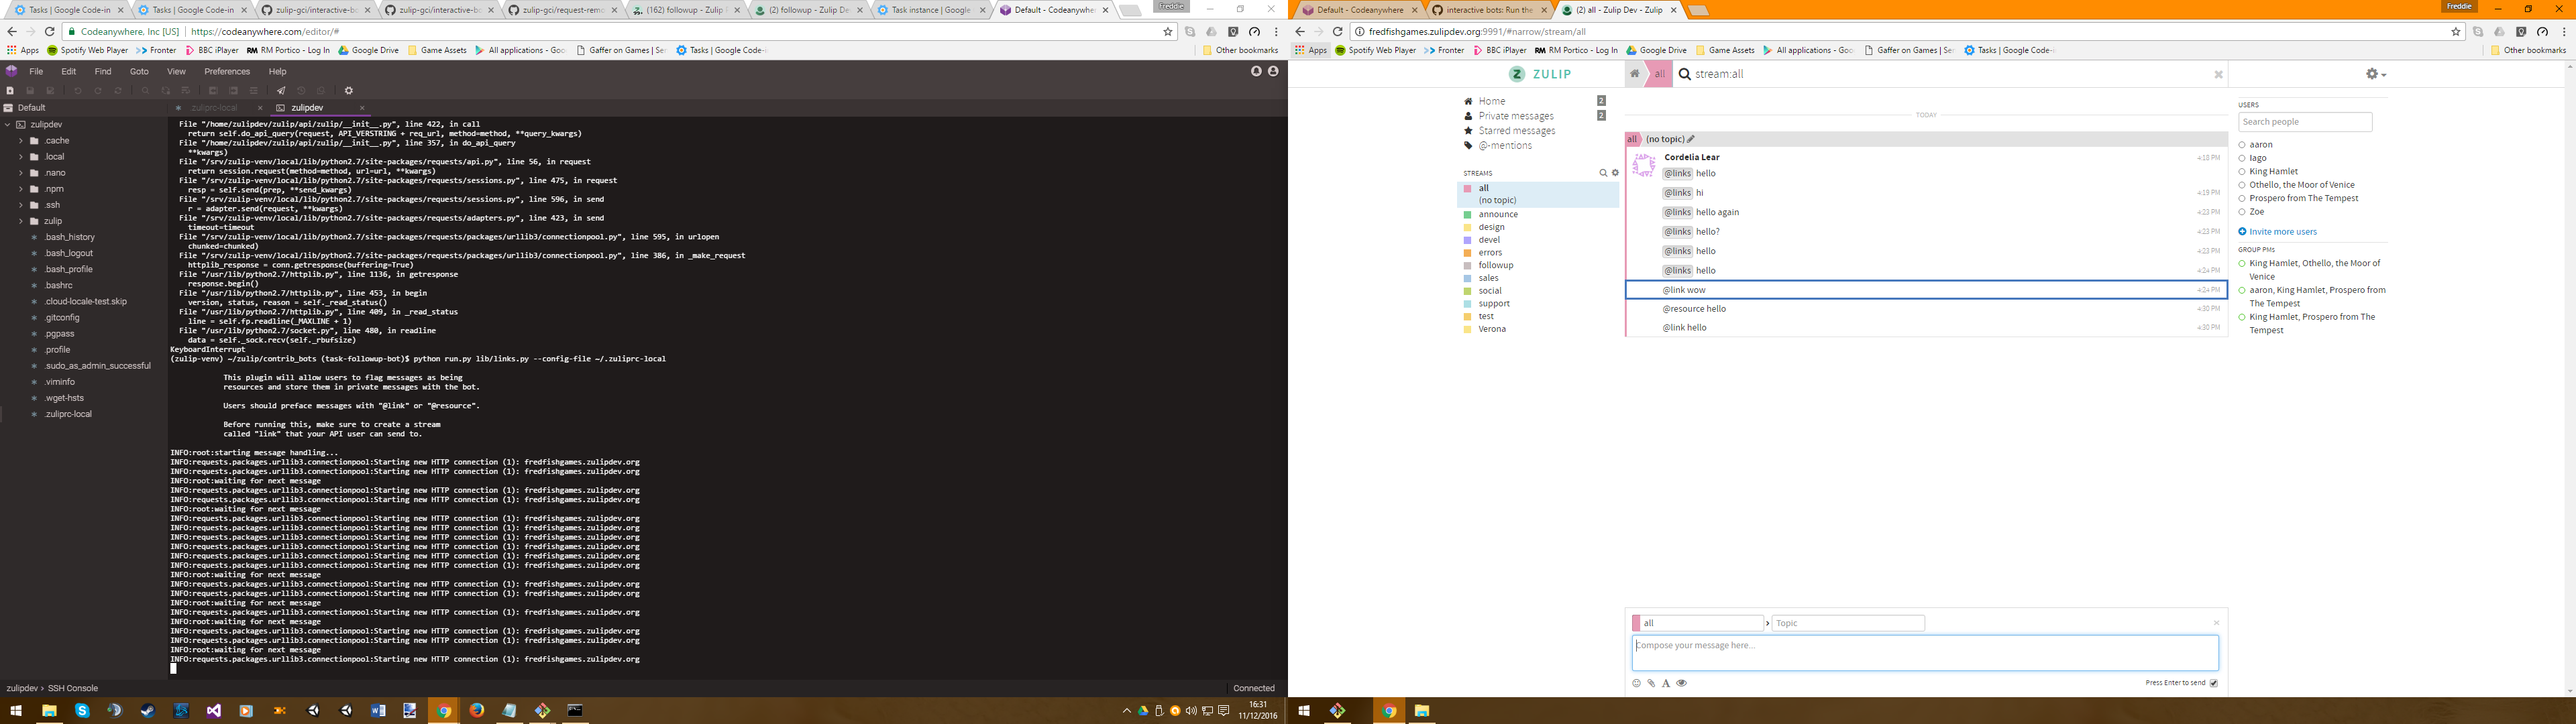 Tasks | Google Code-in
Tasks | Google Code-in
zulip-gci/interactive-bo
zulip-gci/interactive-bo
zulip-gci/request-remo
(162) followup - Zulip D
(2) followup - Zulip Dev
Task instance | Google
Default - Codeanywhere
Freddie
Codeanywhere, Inc [US] | https://codeanywhere.com/editor/#
Apps Spotify Web Player Fronter BBC iPlayer RM Portico - Log In Google Drive Game Assets All applications - Goo Gaffer on Games | Ser Tasks | Google Code-i Other bookmarks
File Edit Find Goto View Preferences Help
Default
zuliprc-local
zulipdev
zulipdev
.cache
.local
.nano
.npm
.ssh
zulip
.bash_history
.bash_logout
.bash_profile
.bashrc
.cloud-locale-test.skip
.gitconfig
.pgpass
.profile
.sudo_as_admin_successful
.viminfo
.wget-hsts
.zuliprc-local
File "/home/zulipdev/zulip/api/zulip/__init__.py", line 422, in call
return self.do_api_query(request, API_VERSTRING + req_url, method=method, **query_kwargs)
File "/home/zulipdev/zulip/api/zulip/__init__.py", line 357, in do_api_query
**kwargs)
File "/srv/zulip-venv/local/lib/python2.7/site-packages/requests/api.py", line 56, in request
return session.request(method=method, url=url, **kwargs)
File "/srv/zulip-venv/local/lib/python2.7/site-packages/requests/sessions.py", line 475, in request
resp = self.send(prep, **send_kwargs)
File "/srv/zulip-venv/local/lib/python2.7/site-packages/requests/sessions.py", line 596, in send
r = adapter.send(request, **kwargs)
File "/srv/zulip-venv/local/lib/python2.7/site-packages/requests/adapters.py", line 423, in send
timeout=timeout
File "/srv/zulip-venv/local/lib/python2.7/site-packages/requests/packages/urllib3/connectionpool.py", line 595, in urlopen
chunked=chunked)
File "/srv/zulip-venv/local/lib/python2.7/site-packages/requests/packages/urllib3/connectionpool.py", line 386, in _make_request
httplib_response = conn.getresponse(buffering=True)
File "/usr/lib/python2.7/httplib.py", line 1136, in getresponse
response.begin()
File "/usr/lib/python2.7/httplib.py", line 453, in begin
version, status, reason = self._read_status()
File "/usr/lib/python2.7/httplib.py", line 409, in _read_status
line = self.fp.readline(_MAXLINE + 1)
File "/usr/lib/python2.7/socket.py", line 480, in readline
data = self._sock.recv(self._rbufsize)
KeyboardInterrupt
(zulip-venv) ~/zulip/contrib_bots (task-followup-bot)$ python run.py lib/links.py --config-file ~/.zuliprc-local
This plugin will allow users to flag messages as being
resources and store them in private messages with the bot.
Users should preface messages with "@link" or "@resource".
Before running this, make sure to create a stream
called "link" that your API user can send to.
INFO:root:starting message handling...
INFO:requests.packages.urllib3.connectionpool:Starting new HTTP connection (1): fredfishgames.zulipdev.org
INFO:requests.packages.urllib3.connectionpool:Starting new HTTP connection (1): fredfishgames.zulipdev.org
INFO:root:waiting for next message
INFO:requests.packages.urllib3.connectionpool:Starting new HTTP connection (1): fredfishgames.zulipdev.org
INFO:requests.packages.urllib3.connectionpool:Starting new HTTP connection (1): fredfishgames.zulipdev.org
INFO:root:waiting for next message
INFO:requests.packages.urllib3.connectionpool:Starting new HTTP connection (1): fredfishgames.zulipdev.org
INFO:requests.packages.urllib3.connectionpool:Starting new HTTP connection (1): fredfishgames.zulipdev.org
INFO:requests.packages.urllib3.connectionpool:Starting new HTTP connection (1): fredfishgames.zulipdev.org
INFO:requests.packages.urllib3.connectionpool:Starting new HTTP connection (1): fredfishgames.zulipdev.org
INFO:requests.packages.urllib3.connectionpool:Starting new HTTP connection (1): fredfishgames.zulipdev.org
INFO:requests.packages.urllib3.connectionpool:Starting new HTTP connection (1): fredfishgames.zulipdev.org
INFO:root:waiting for next message
INFO:requests.packages.urllib3.connectionpool:Starting new HTTP connection (1): fredfishgames.zulipdev.org
INFO:requests.packages.urllib3.connectionpool:Starting new HTTP connection (1): fredfishgames.zulipdev.org
INFO:root:waiting for next message
INFO:requests.packages.urllib3.connectionpool:Starting new HTTP connection (1): fredfishgames.zulipdev.org
INFO:root:waiting for next message
INFO:requests.packages.urllib3.connectionpool:Starting new HTTP connection (1): fredfishgames.zulipdev.org
INFO:requests.packages.urllib3.connectionpool:Starting new HTTP connection (1): fredfishgames.zulipdev.org
INFO:root:waiting for next message
INFO:requests.packages.urllib3.connectionpool:Starting new HTTP connection (1): fredfishgames.zulipdev.org
zulipdev > SSH Console
Connected
16:31
11/12/2016
Default - Codeanywhere
interactive bots: Run the
(2) all - Zulip Dev - Zulip
Freddie
fredfishgames.zulipdev.org:9991/#narrow/stream/all
Apps Spotify Web Player Fronter BBC iPlayer RM Portico - Log In Google Drive Game Assets All applications - Goo Gaffer on Games | Ser Tasks | Google Code-i Other bookmarks
Z ZULIP
all
stream:all
Home 2
Private messages 2
Starred messages
@-mentions
STREAMS
all
(no topic)
announce
design
devel
errors
followup
sales
social
support
test
Verona
TODAY
all (no topic)
Cordelia Lear 4:18 PM
@links hello
@links hi 4:19 PM
@links hello again 4:23 PM
@links hello? 4:23 PM
@links hello 4:23 PM
@links hello 4:24 PM
@link wow 4:24 PM
@resource hello 4:30 PM
@link hello 4:30 PM
all > Topic
Compose your message here...
Press Enter to send
USERS
Search people
aaron
Iago
King Hamlet
Othello, the Moor of Venice
Prospero from The Tempest
Zoe
Invite more users
GROUP PMs
King Hamlet, Othello, the Moor of
Venice
aaron, King Hamlet, Prospero from
The Tempest
King Hamlet, Prospero from The
Tempest